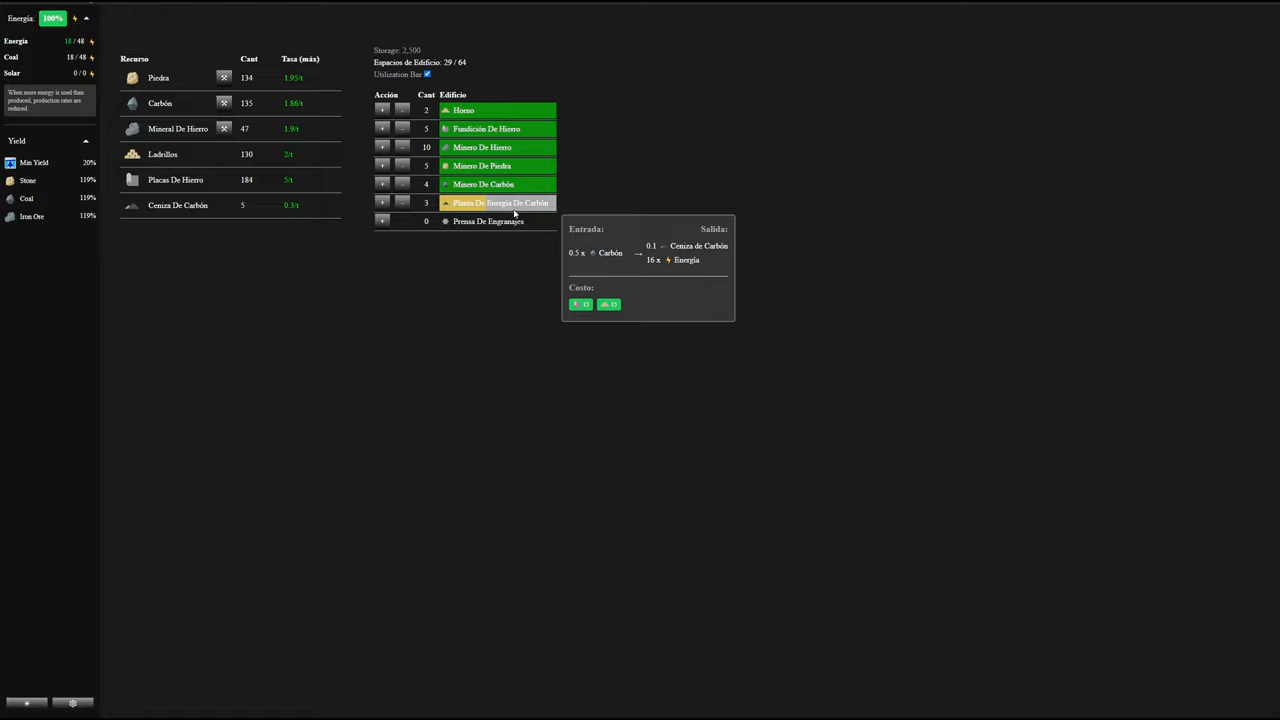 Energía: 100%
Energía 18 / 48
Coal 18 / 48
Solar 0 / 0
When more energy is used than produced, production rates are reduced.
Yield
Min Yield 20%
Stone 119%
Coal 119%
Iron Ore 119%
Recurso Cant Tasa (máx)
Piedra 134 1.95/t
Carbón 135 1.86/t
Mineral De Hierro 47 1.9/t
Ladrillos 130 2/t
Placas De Hierro 184 5/t
Ceniza De Carbón 5 0.3/t
Storage: 2,500
Espacios de Edificio: 29 / 64
Utilization Bar
Acción Cant Edificio
+ - 2 Horno
+ - 5 Fundición De Hierro
+ - 10 Minero De Hierro
+ - 5 Minero De Piedra
+ - 4 Minero De Carbón
+ - 3 Planta De Energía De Carbón
+ 0 Prensa De Engranajes
Entrada: Salida:
0.5 x Carbón → 0.1 Ceniza de Carbón
16 x Energía
Costo:
15 15